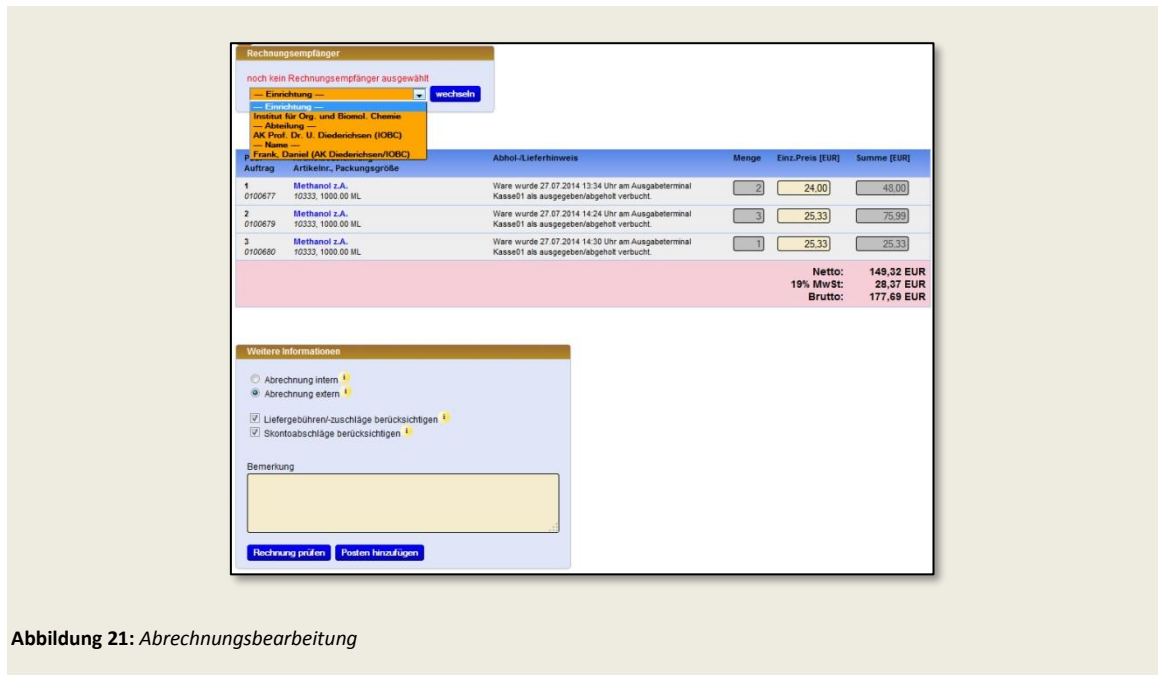 Rechnungsempfänger
noch kein Rechnungsempfänger ausgewählt
— Einrichtung — wechseln
— Einrichtung —
Institut für Org. und Biomol. Chemie
— Abteilung —
AK Prof. Dr. U. Diederichsen (IOBC)
— Name —
Frank, Daniel (AK Diederichsen/IOBC)
Abhol-/Lieferhinweis Menge Einz.Preis [EUR] Summe [EUR]
Auftrag Artikelnr., Packungsgröße
1 Methanol z.A. Ware wurde 27.07.2014 13:34 Uhr am Ausgabeterminal 2 24,00 48,00
0100677 10333, 1000.00 ML Kasse01 als ausgegeben/abgeholt verbucht.
2 Methanol z.A. Ware wurde 27.07.2014 14:24 Uhr am Ausgabeterminal 3 25,33 75,99
0100679 10333, 1000.00 ML Kasse01 als ausgegeben/abgeholt verbucht.
3 Methanol z.A. Ware wurde 27.07.2014 14:30 Uhr am Ausgabeterminal 1 25,33 25,33
0100680 10333, 1000.00 ML Kasse01 als ausgegeben/abgeholt verbucht.
Netto: 149,32 EUR
19% MwSt: 28,37 EUR
Brutto: 177,69 EUR
Weitere Informationen
Abrechnung intern i
Abrechnung extern i
Liefergebühren/-zuschläge berücksichtigen i
Skontoabschläge berücksichtigen i
Bemerkung
Rechnung prüfen Posten hinzufügen
Abbildung 21: Abrechnungsbearbeitung